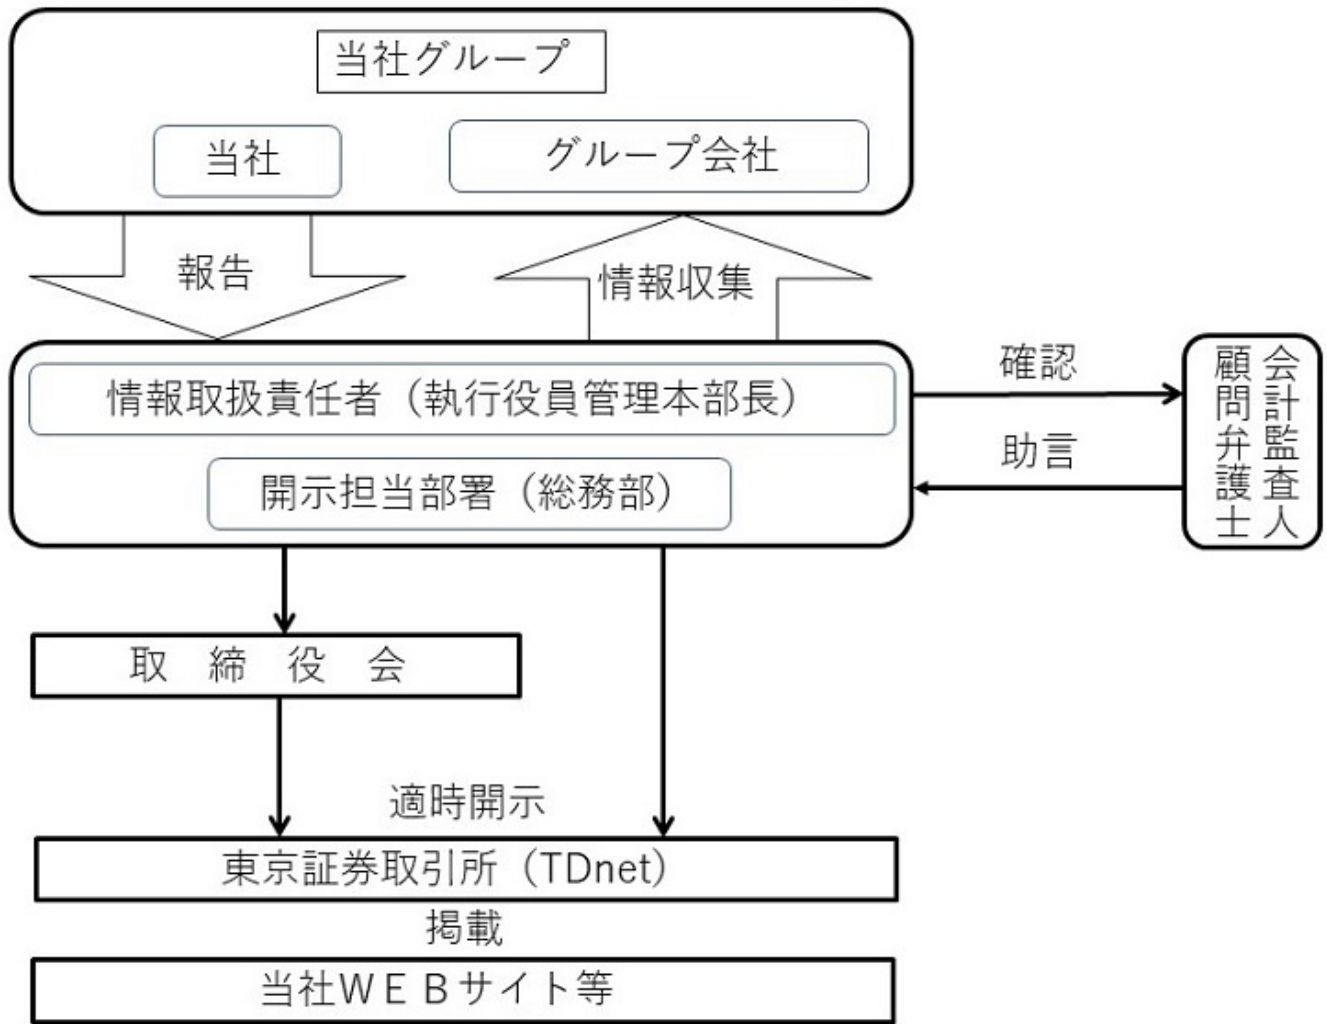 当社グループ
当社
グループ会社
報告
情報収集
情報取扱責任者（執行役員管理本部長）
開示担当部署（総務部）
確認
助言
会計監査人
顧問弁護士
取　締　役　会
適時開示
東京証券取引所（TDnet）
掲載
当社ＷＥＢサイト等